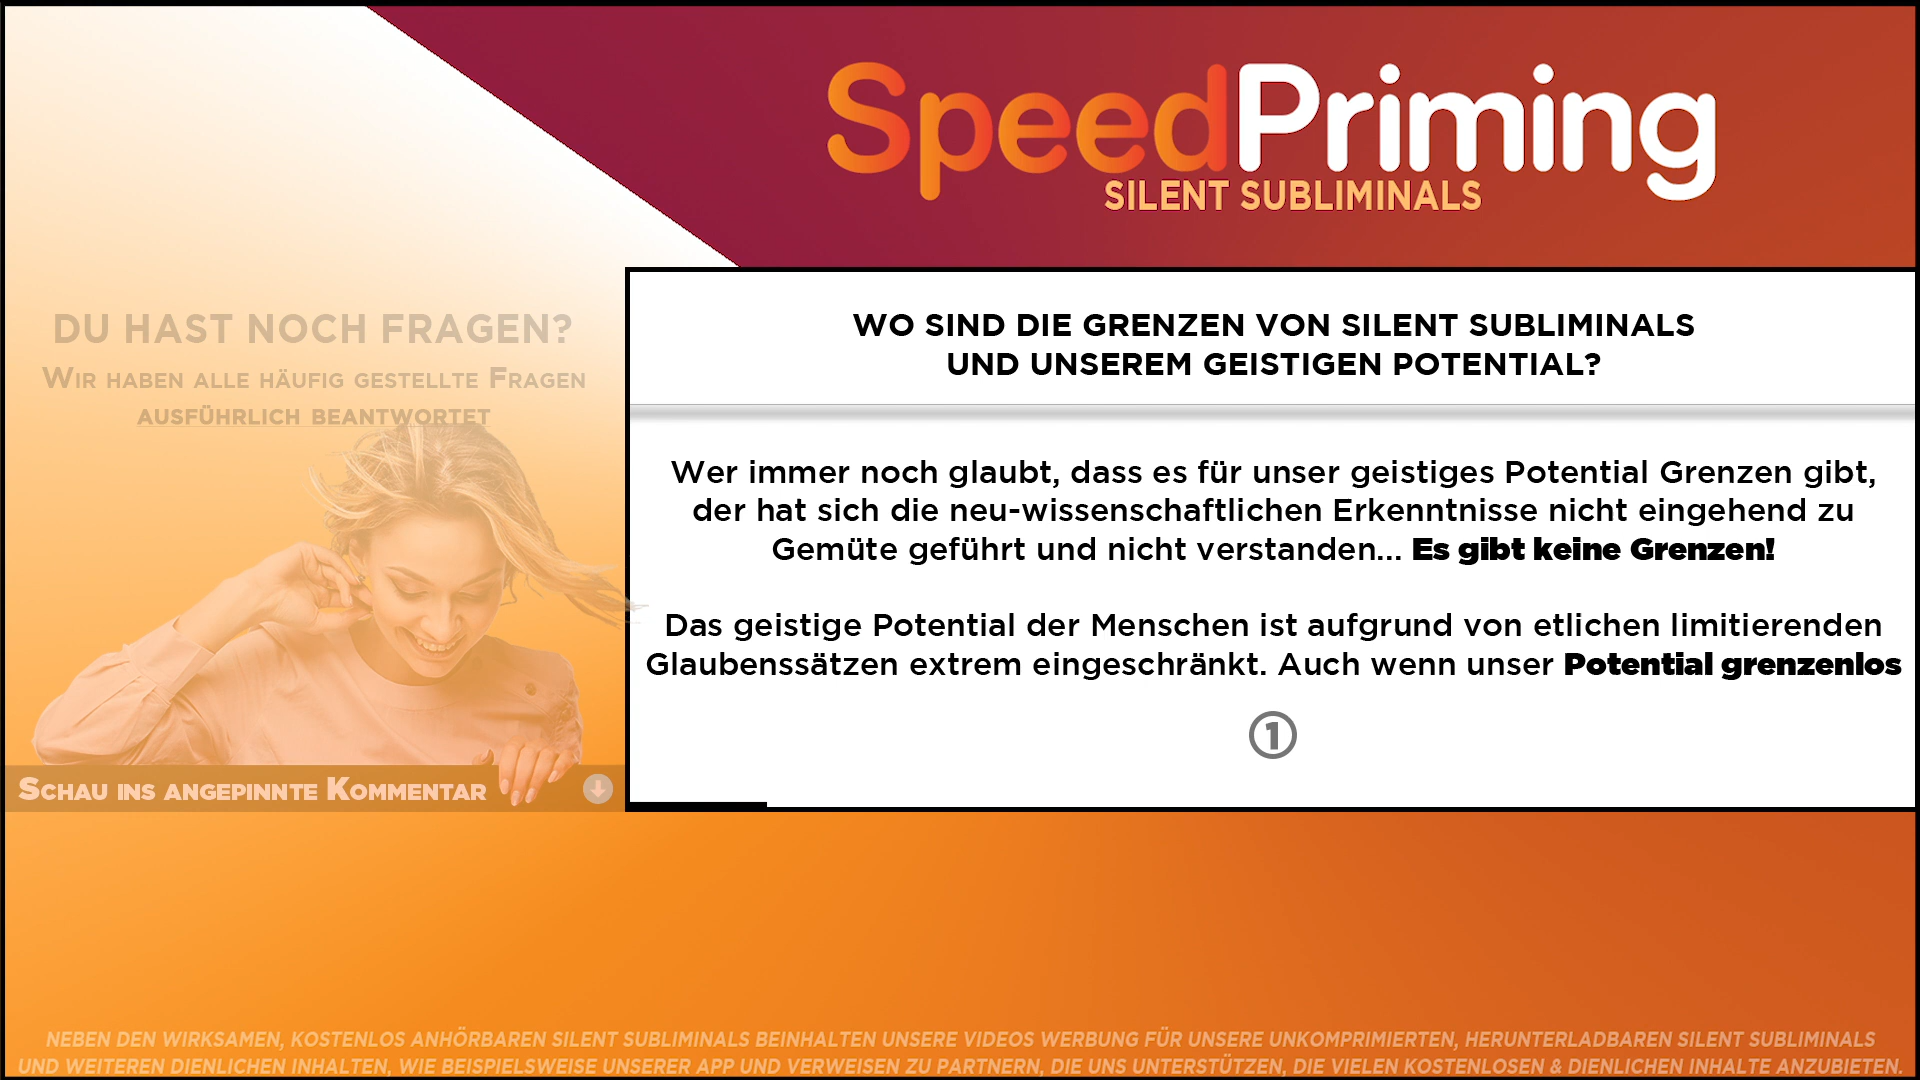 SpeedPriming
SILENT SUBLIMINALS
DU HAST NOCH FRAGEN?
WIR HABEN ALLE HÄUFIG GESTELLTE FRAGEN
AUSFÜHRLICH BEANTWORTET
SCHAU INS ANGEPINNTE KOMMENTAR
WO SIND DIE GRENZEN VON SILENT SUBLIMINALS
UND UNSEREM GEISTIGEN POTENTIAL?
Wer immer noch glaubt, dass es für unser geistiges Potential Grenzen gibt,
der hat sich die neu-wissenschaftlichen Erkenntnisse nicht eingehend zu
Gemüte geführt und nicht verstanden... Es gibt keine Grenzen!
Das geistige Potential der Menschen ist aufgrund von etlichen limitierenden
Glaubenssätzen extrem eingeschränkt. Auch wenn unser Potential grenzenlos
1
NEBEN DEN WIRKSAMEN, KOSTENLOS ANHÖRBAREN SILENT SUBLIMINALS BEINHALTEN UNSERE VIDEOS WERBUNG FÜR UNSERE UNKOMPRIMIERTEN, HERUNTERLADBAREN SILENT SUBLIMINALS
UND WEITEREN DIENLICHEN INHALTEN, WIE BEISPIELSWEISE UNSERER APP UND VERWEISEN ZU PARTNERN, DIE UNS UNTERSTÜTZEN, DIE VIELEN KOSTENLOSEN & DIENLICHEN INHALTE ANZUBIETEN.